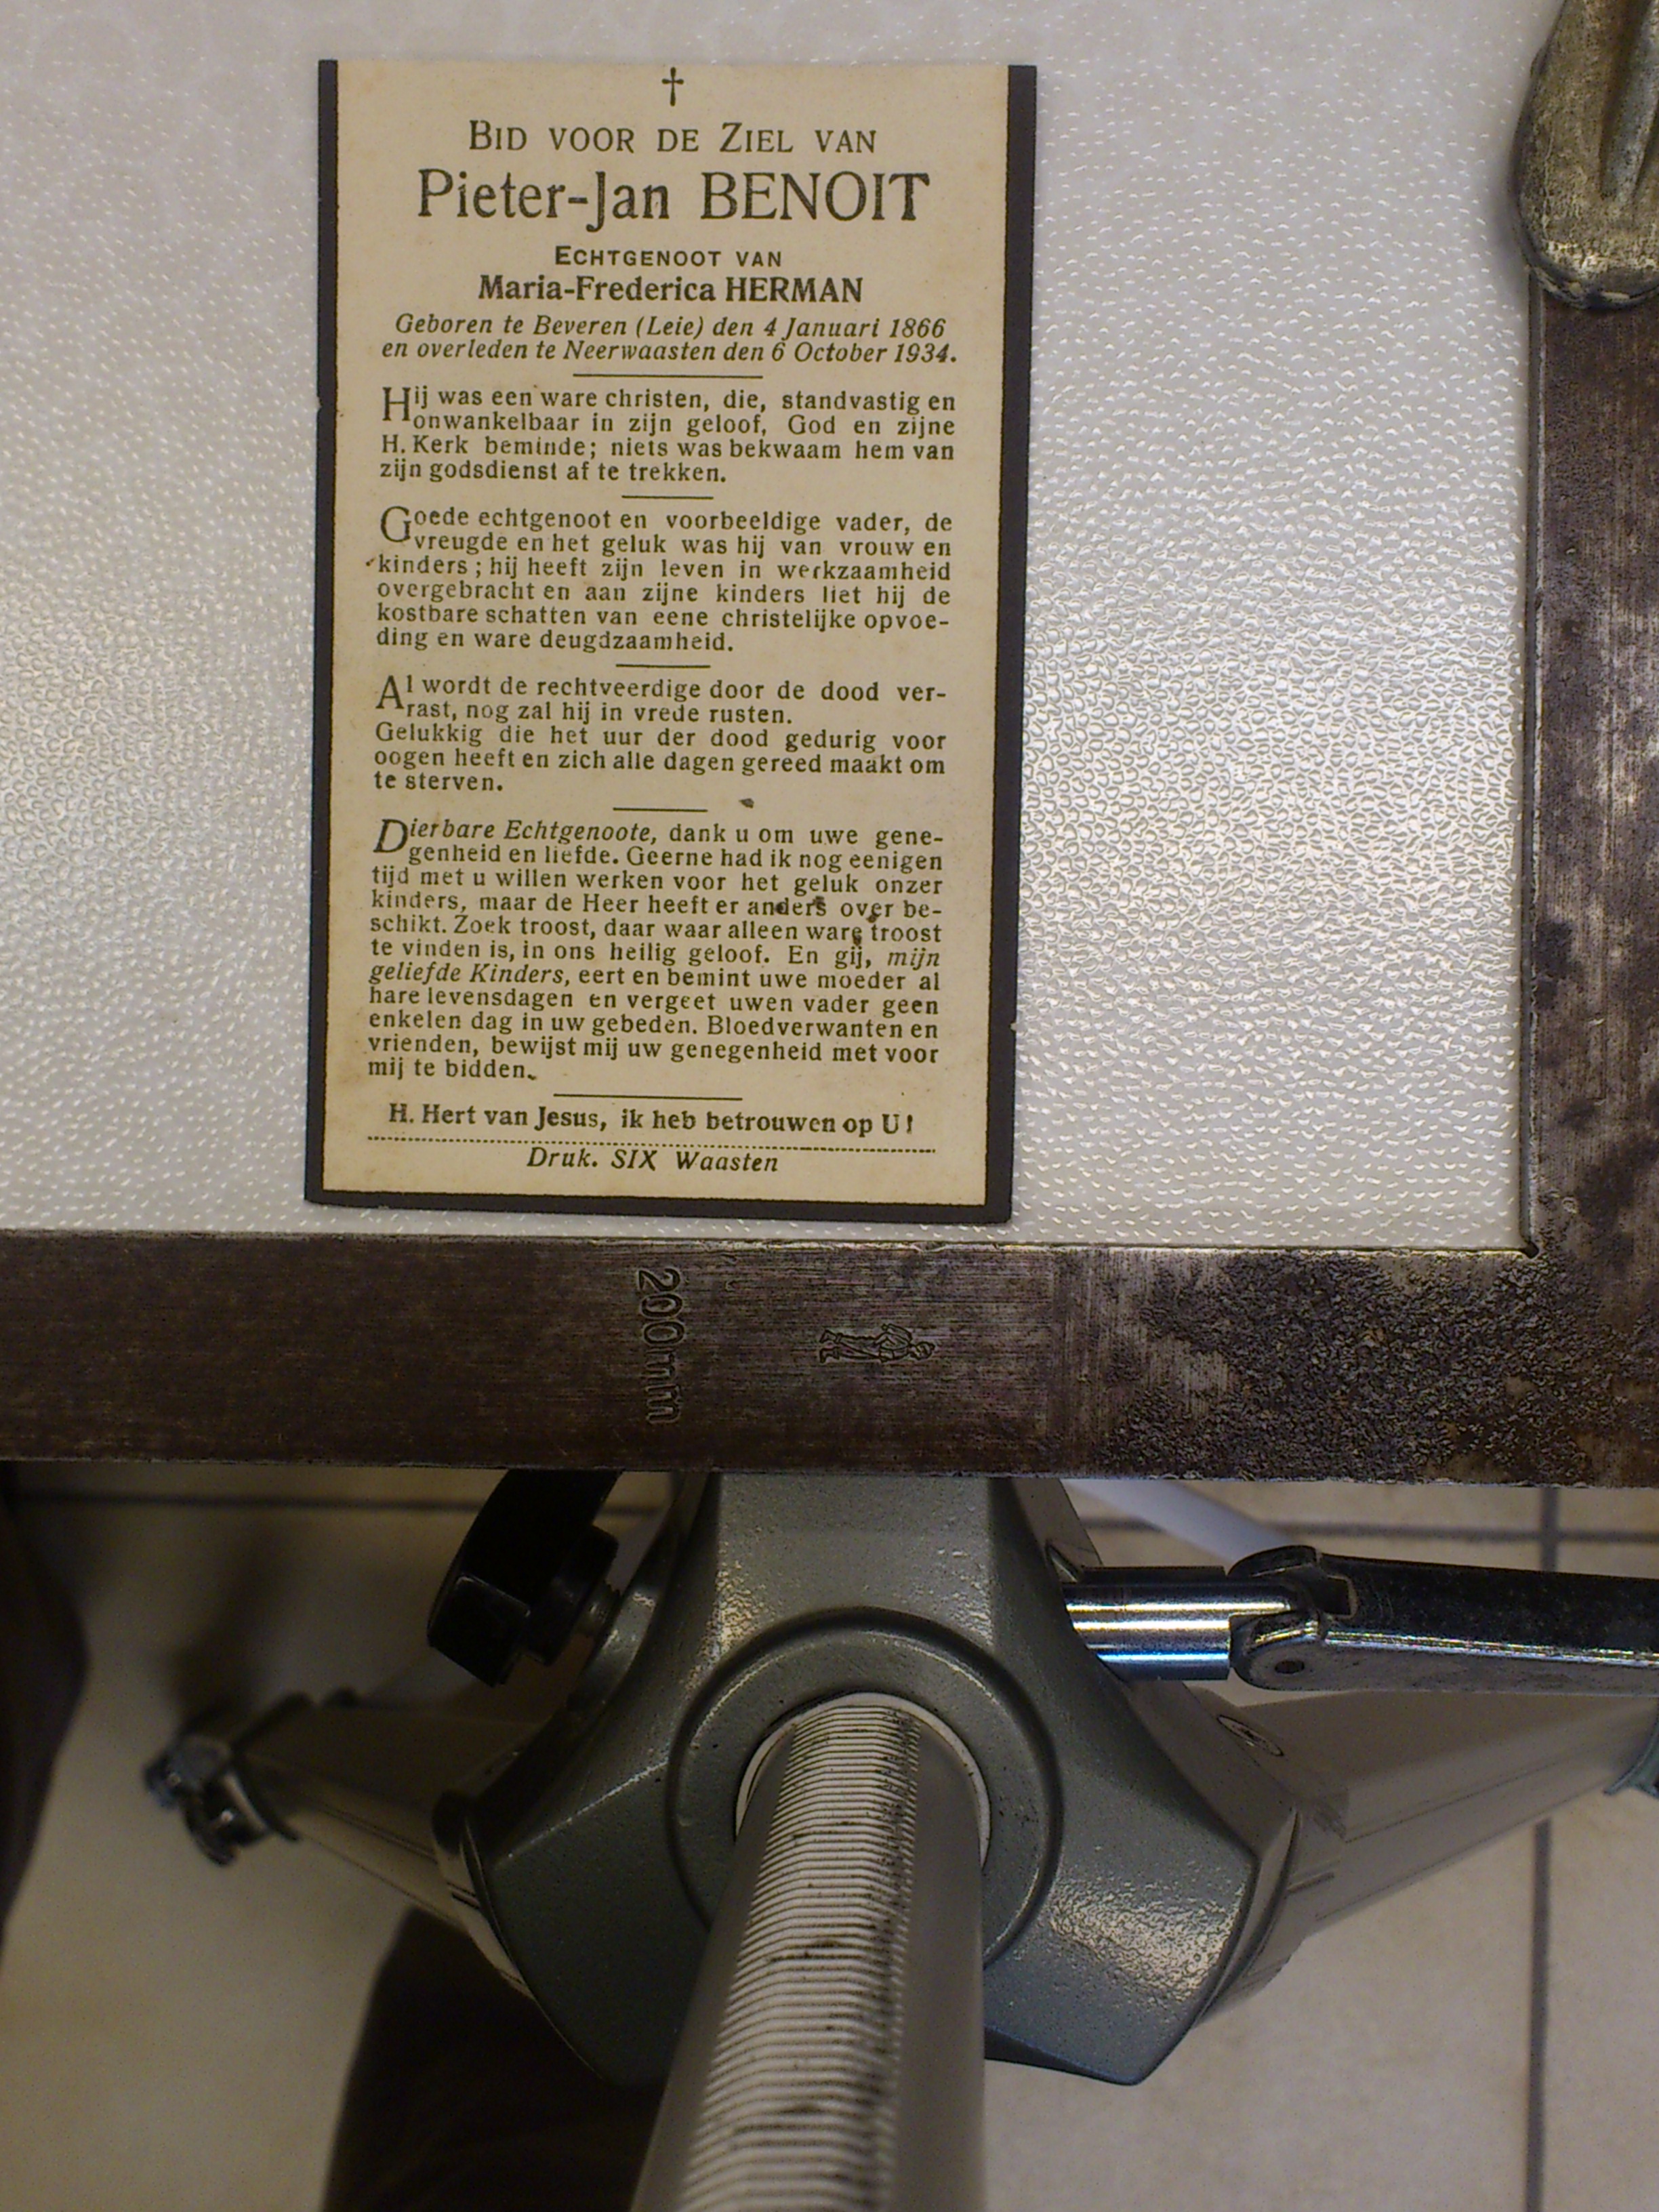 BID VOOR DE ZIEL VAN
Pieter-Jan BENOIT
ECHTGENOOT VAN
Maria-Frederica HERMAN
Geboren te Beveren (Leie) den 4 Januari 1866
en overleden te Neerwaasten den 6 October 1934.
Hij was een ware christen, die, standvastig en
onwankelbaar in zijn geloof, God en zijne
H. Kerk beminde; niets was bekwaam hem van
zijn godsdienst af te trekken.
Goede echtgenoot en voorbeeldige vader, de
vreugde en het geluk was hij van vrouw en
kinders; hij heeft zijn leven in werkzaamheid
overgebracht en aan zijne kinders liet hij de
kostbare schatten van eene christelijke opvoe-
ding en ware deugdzaamheid.
Al wordt de rechtveerdige door de dood ver-
rast, nog zal hij in vrede rusten.
Gelukkig die het uur der dood gedurig voor
oogen heeft en zich alle dagen gereed maakt om
te sterven.
Dierbare Echtgenoote, dank u om uwe gene-
genheid en liefde. Geerne had ik nog eenigen
tijd met u willen werken voor het geluk onzer
kinders, maar de Heer heeft er anders over be-
schikt. Zoek troost, daar waar alleen ware troost
te vinden is, in ons heilig geloof. En gij, mijn
geliefde Kinders, eert en bemint uwe moeder al
hare levensdagen en vergeet uwen vader geen
enkelen dag in uw gebeden. Bloedverwanten en
vrienden, bewijst mij uw genegenheid met voor
mij te bidden.
H. Hert van Jesus, ik heb betrouwen op U!
Druk. SIX Waasten
200 mm